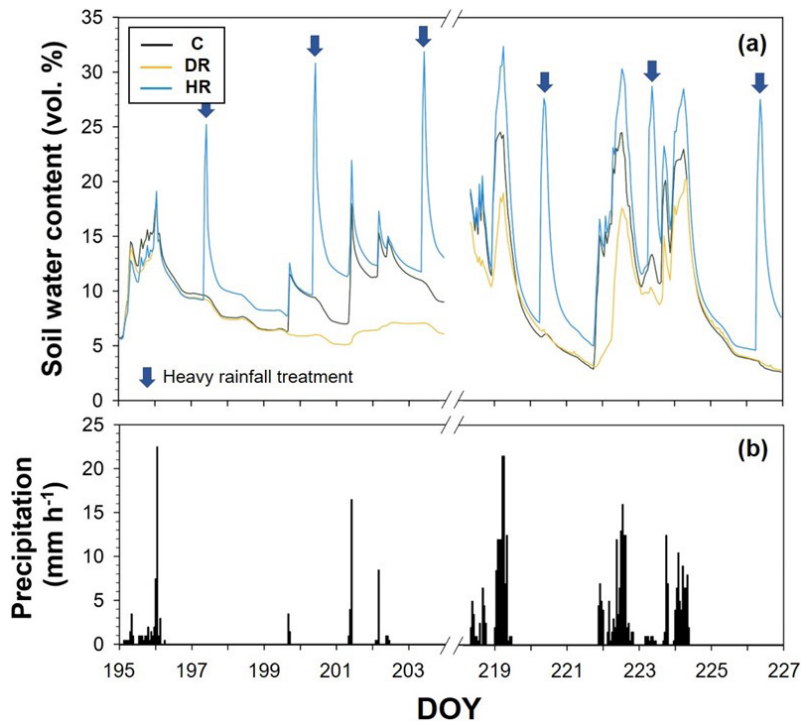 35
30
25
20
15
10
5
0
Soil water content (vol. %)
C
DR
HR
(a)
Heavy rainfall treatment
25
20
15
10
5
0
Precipitation
(mm h⁻¹)
(b)
195 197 199 201 203 219 221 223 225 227
DOY